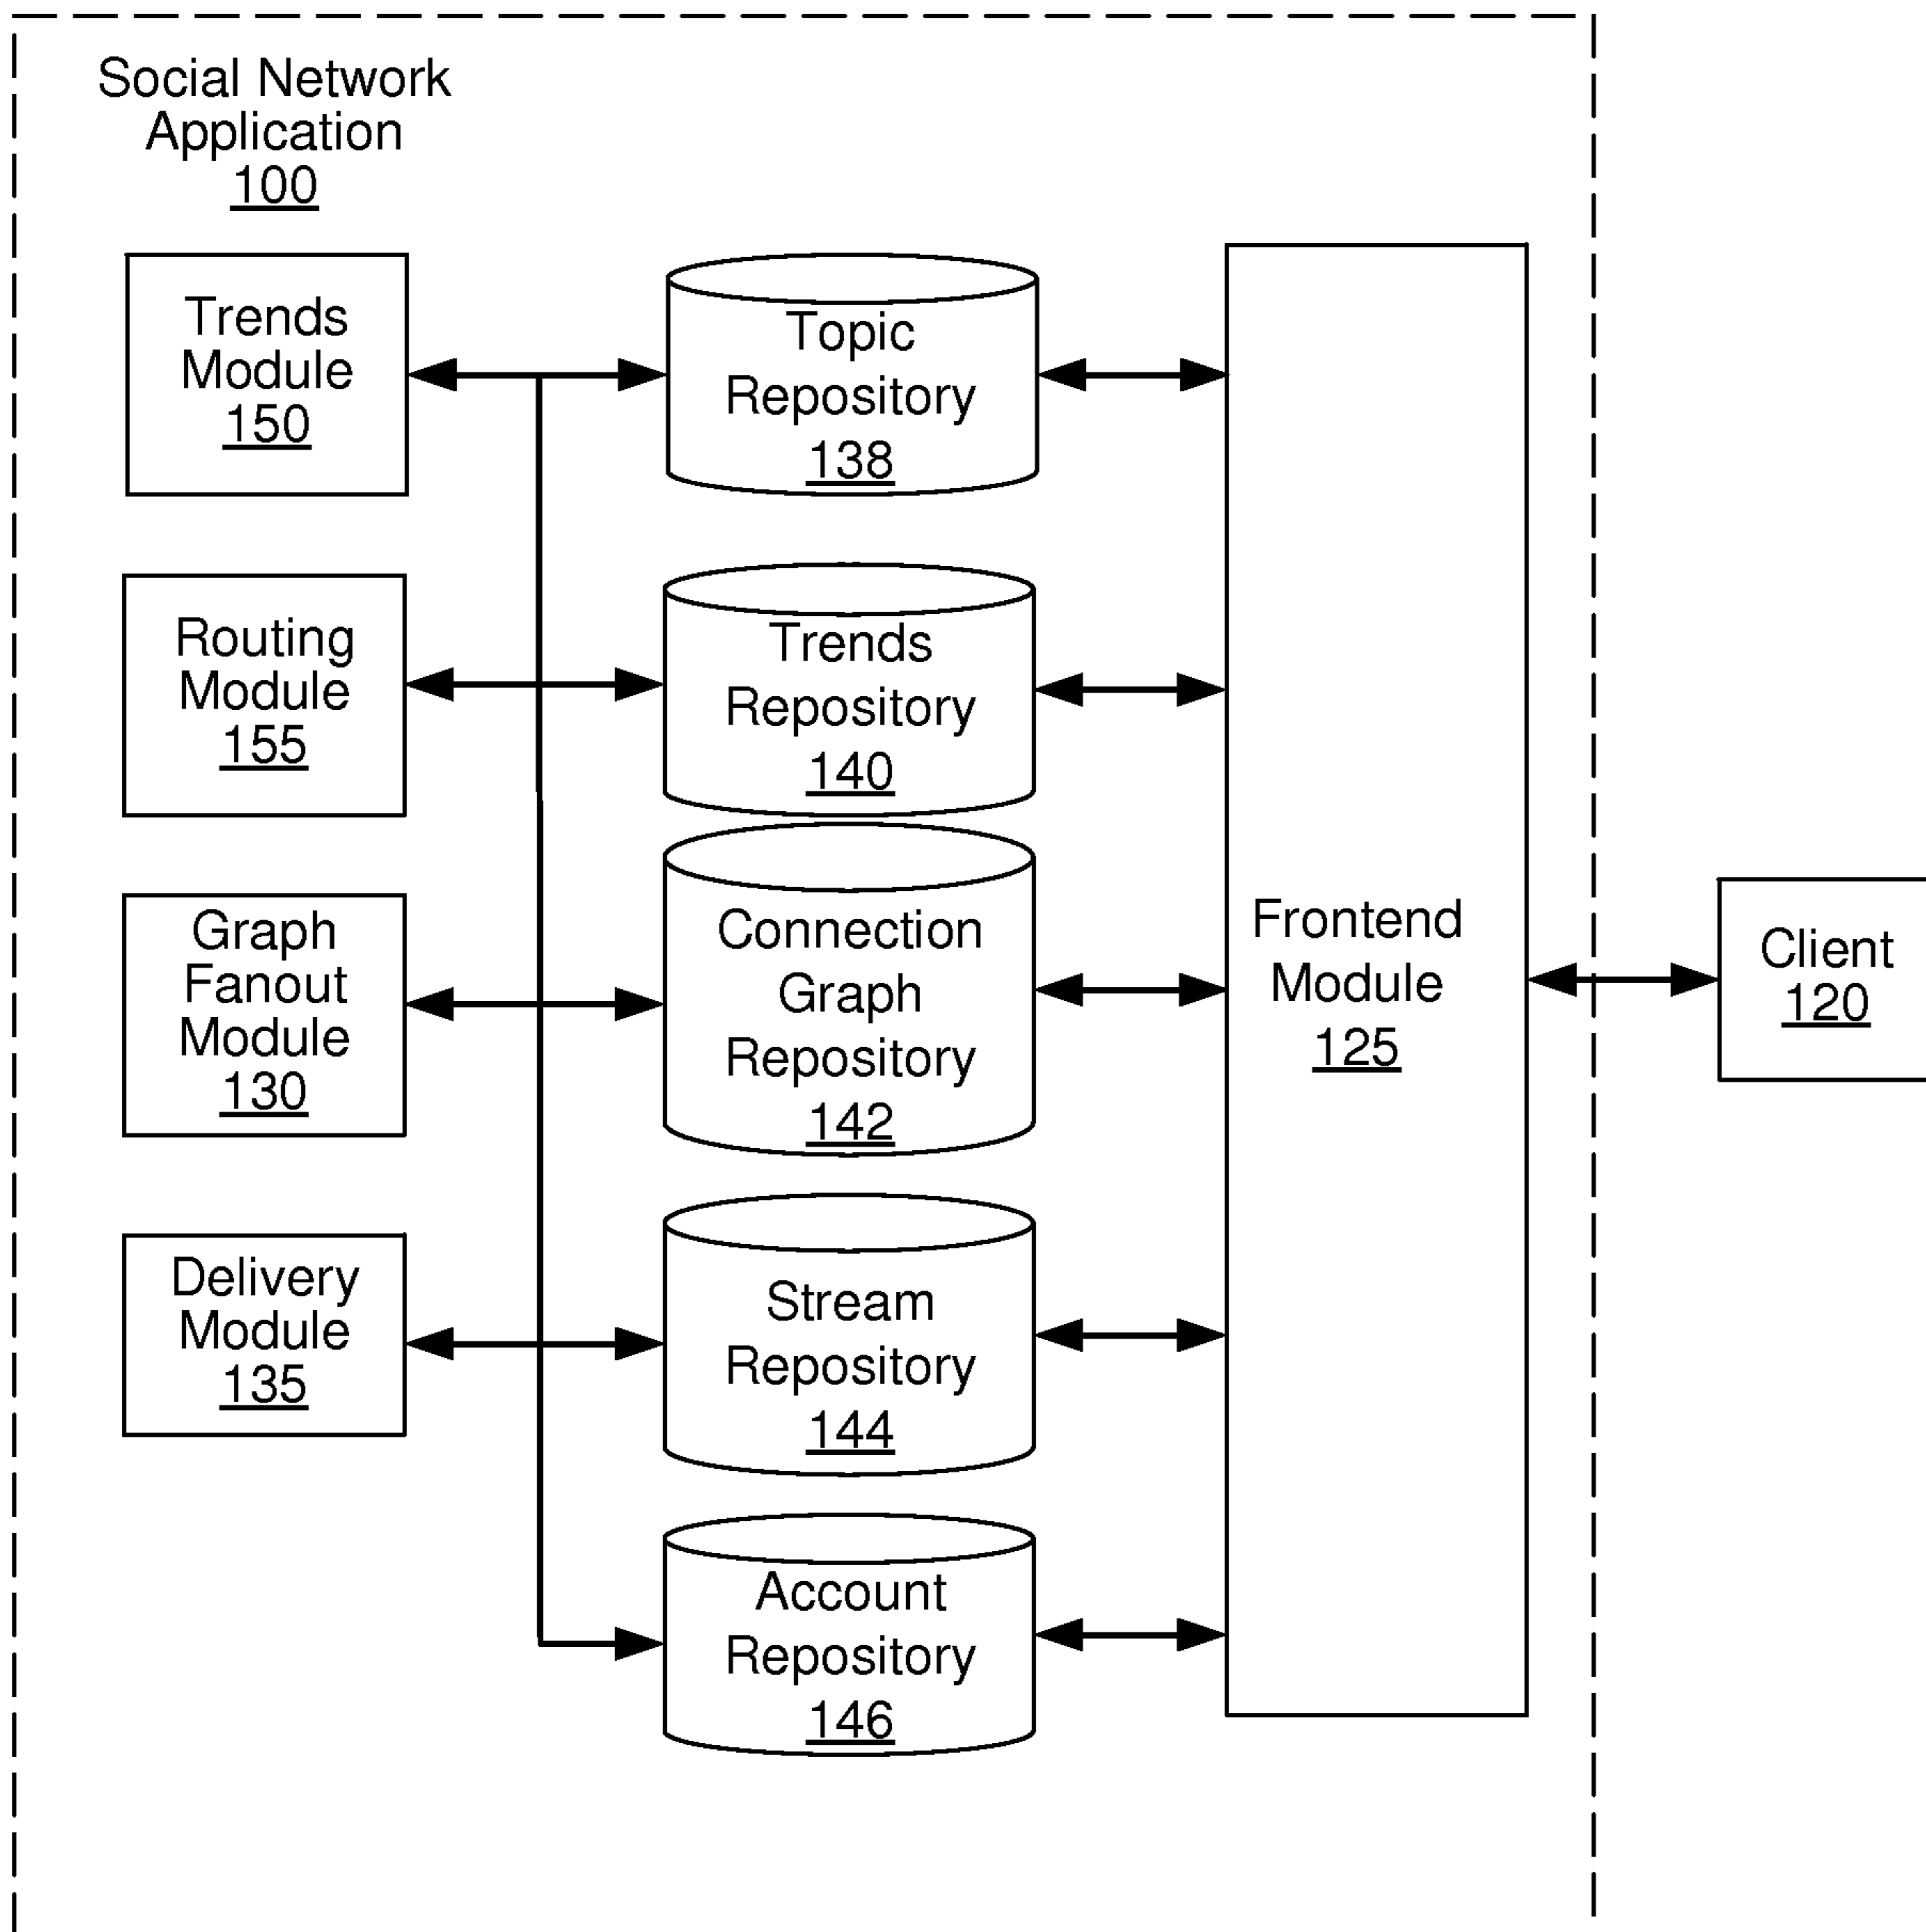 Social Network
Application
100
Trends
Module
150
Topic
Repository
138
Routing
Module
155
Trends
Repository
140
Graph
Fanout
Module
130
Connection
Graph
Repository
142
Frontend
Module
125
Client
120
Delivery
Module
135
Stream
Repository
144
Account
Repository
146